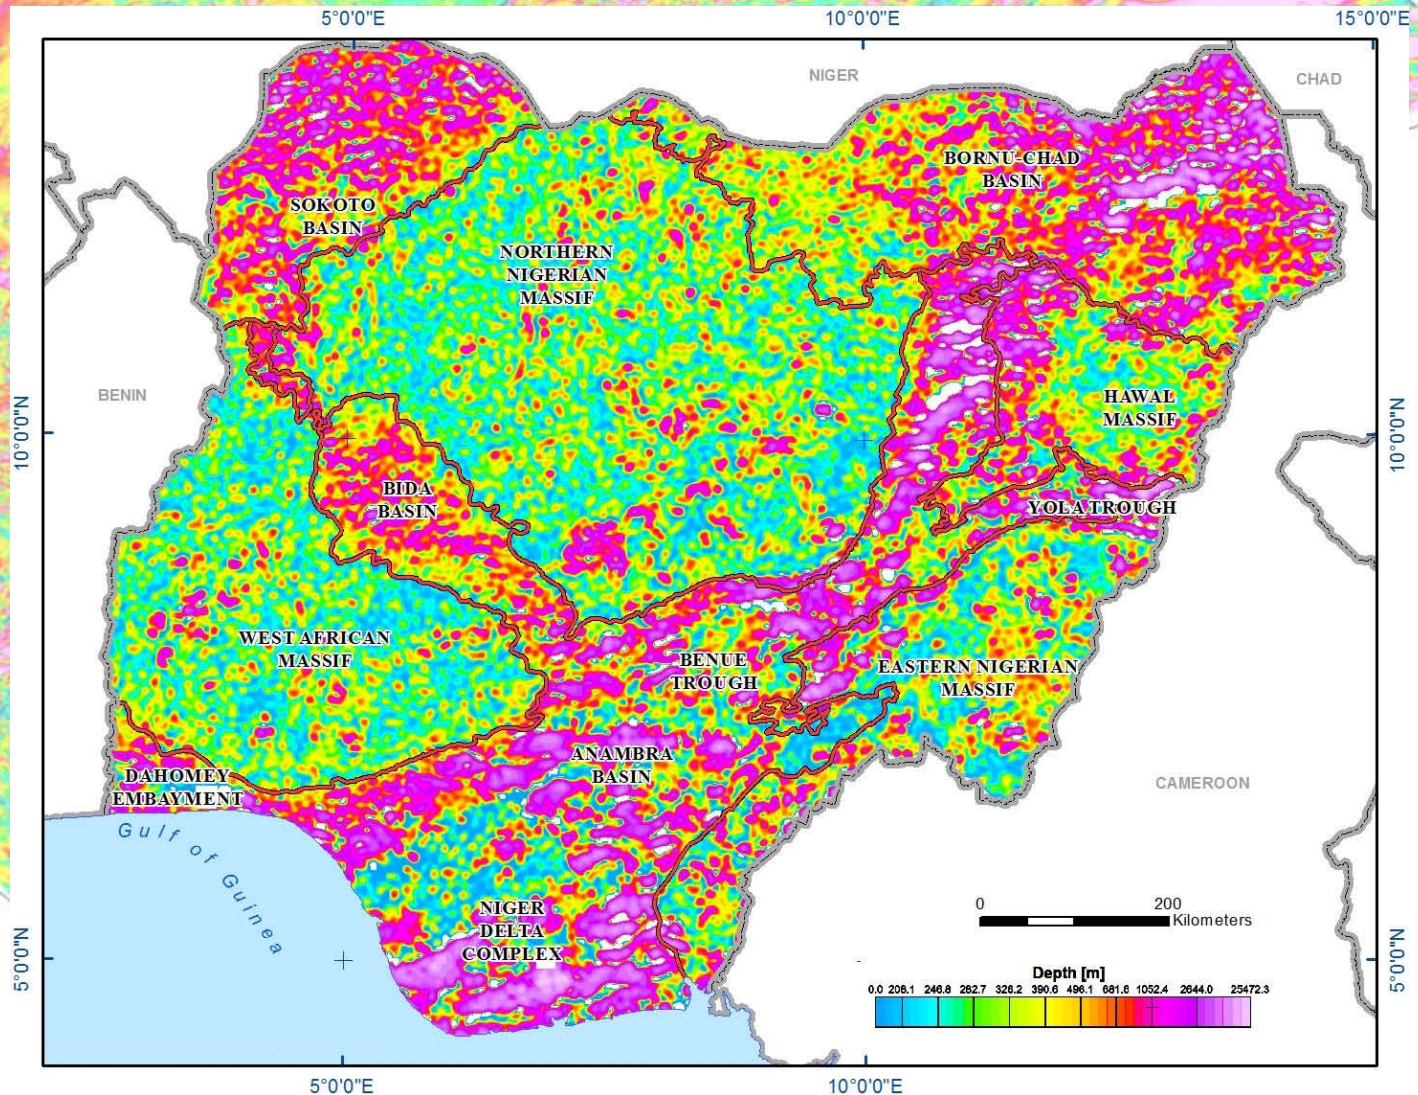 5°0'0"E 10°0'0"E 15°0'0"E
NIGER
CHAD
BORNU-CHAD
BASIN
SOKOTO
BASIN
NORTHERN
NIGERIAN
MASSIF
BENIN
HAWAL
MASSIF
10°0'0"N
10°0'0"N
BIDA
BASIN
YOLA TROUGH
WEST AFRICAN
MASSIF
BENUE
TROUGH
EASTERN NIGERIAN
MASSIF
ANAMBRA
BASIN
DAHOMEY
EMBAYMENT
CAMEROON
Gulf of Guinea
NIGER
DELTA
COMPLEX
0 200
Kilometers
5°0'0"N
5°0'0"N
Depth [m]
0.0 208.1 246.8 282.7 326.2 390.6 496.1 681.6 1052.4 2644.0 25472.3
5°0'0"E 10°0'0"E